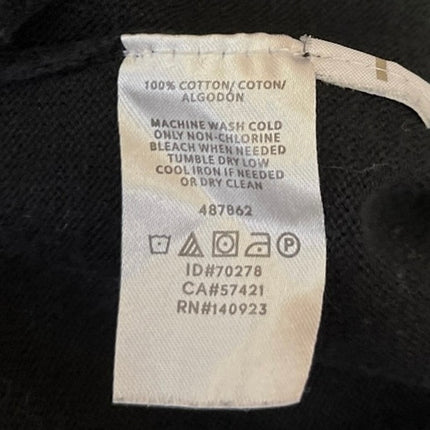 100% COTTON/ COTON/
ALGODÓN
MACHINE WASH COLD
ONLY NON-CHLORINE
BLEACH WHEN NEEDED
TUMBLE DRY LOW
COOL IRON IF NEEDED
OR DRY CLEAN
487862
P
ID#70278
CA#57421
RN#140923